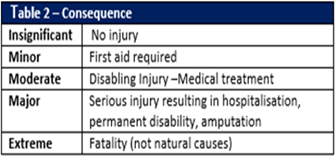 Table 2 – Consequence
Insignificant No injury
Minor First aid required
Moderate Disabling Injury –Medical treatment
Major Serious injury resulting in hospitalisation,
permanent disability, amputation
Extreme Fatality (not natural causes)